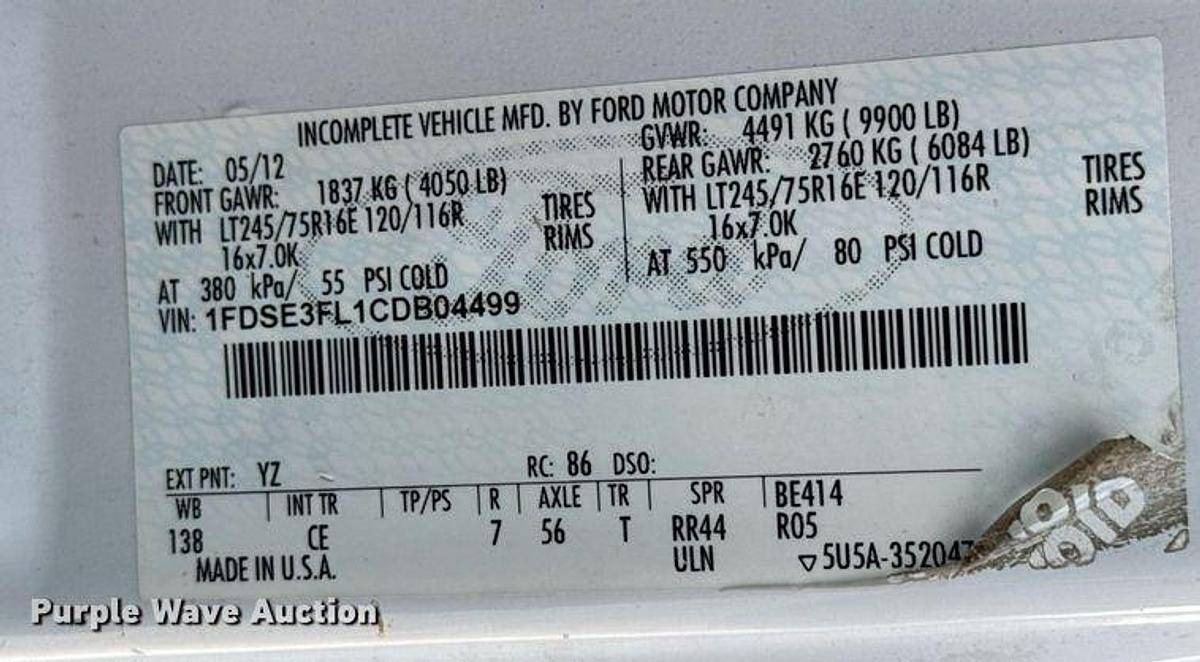 INCOMPLETE VEHICLE MFD. BY FORD MOTOR COMPANY
DATE: 05/12
GVWR: 4491 KG ( 9900 LB)
FRONT GAWR: 1837 KG ( 4050 LB)
REAR GAWR: 2760 KG ( 6084 LB)
WITH LT245/75R16E 120/116R TIRES
WITH LT245/75R16E 120/116R TIRES
16x7.0K RIMS
16x7.0K RIMS
AT 380 kPa/ 55 PSI COLD
AT 550 kPa/ 80 PSI COLD
VIN: 1FDSE3FL1CDB04499
EXT PNT: YZ RC: 86 DSO:
WB INT TR TP/PS R AXLE TR SPR BE414
138 CE 7 56 T RR44 R05
MADE IN U.S.A. ULN ▽5U5A-352047
VOID
Purple Wave Auction